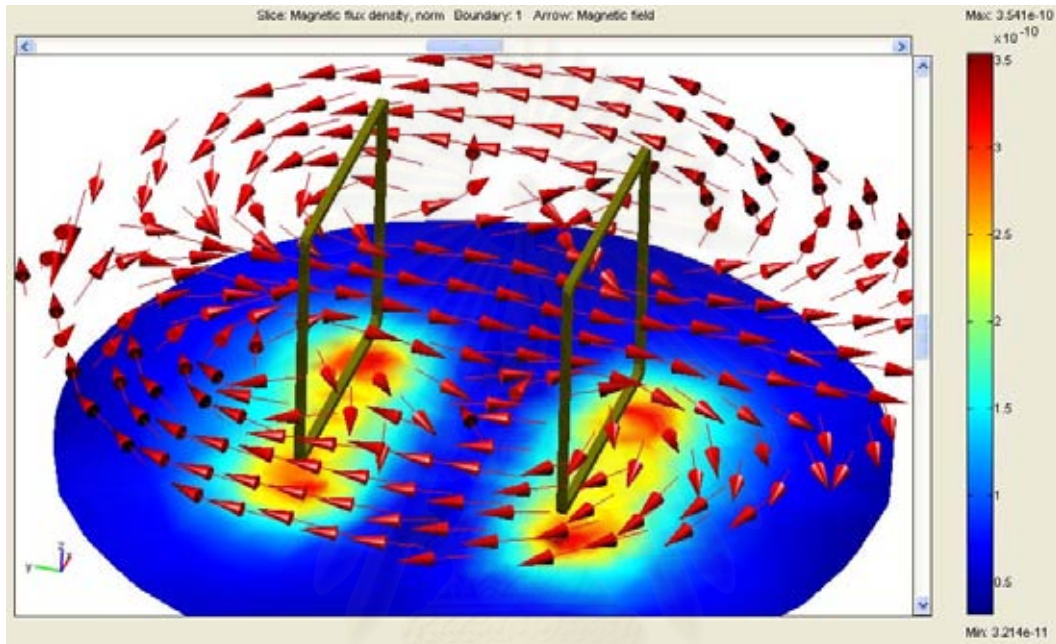 Slice: Magnetic flux density, norm Boundary: 1 Arrow: Magnetic field
Max: 3.541e-10
x10⁻¹⁰
3.5
3
2.5
2
1.5
1
0.5
Min: 3.214e-11
y
z